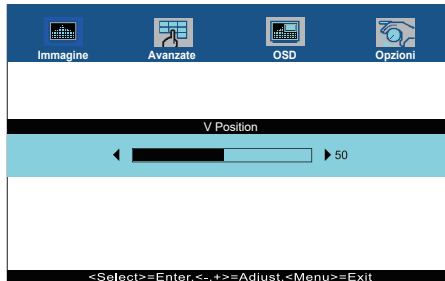 Immagine Avanzate OSD Opzioni
V Position
50
<Select>=Enter,<-,+>=Adjust,<Menu>=Exit